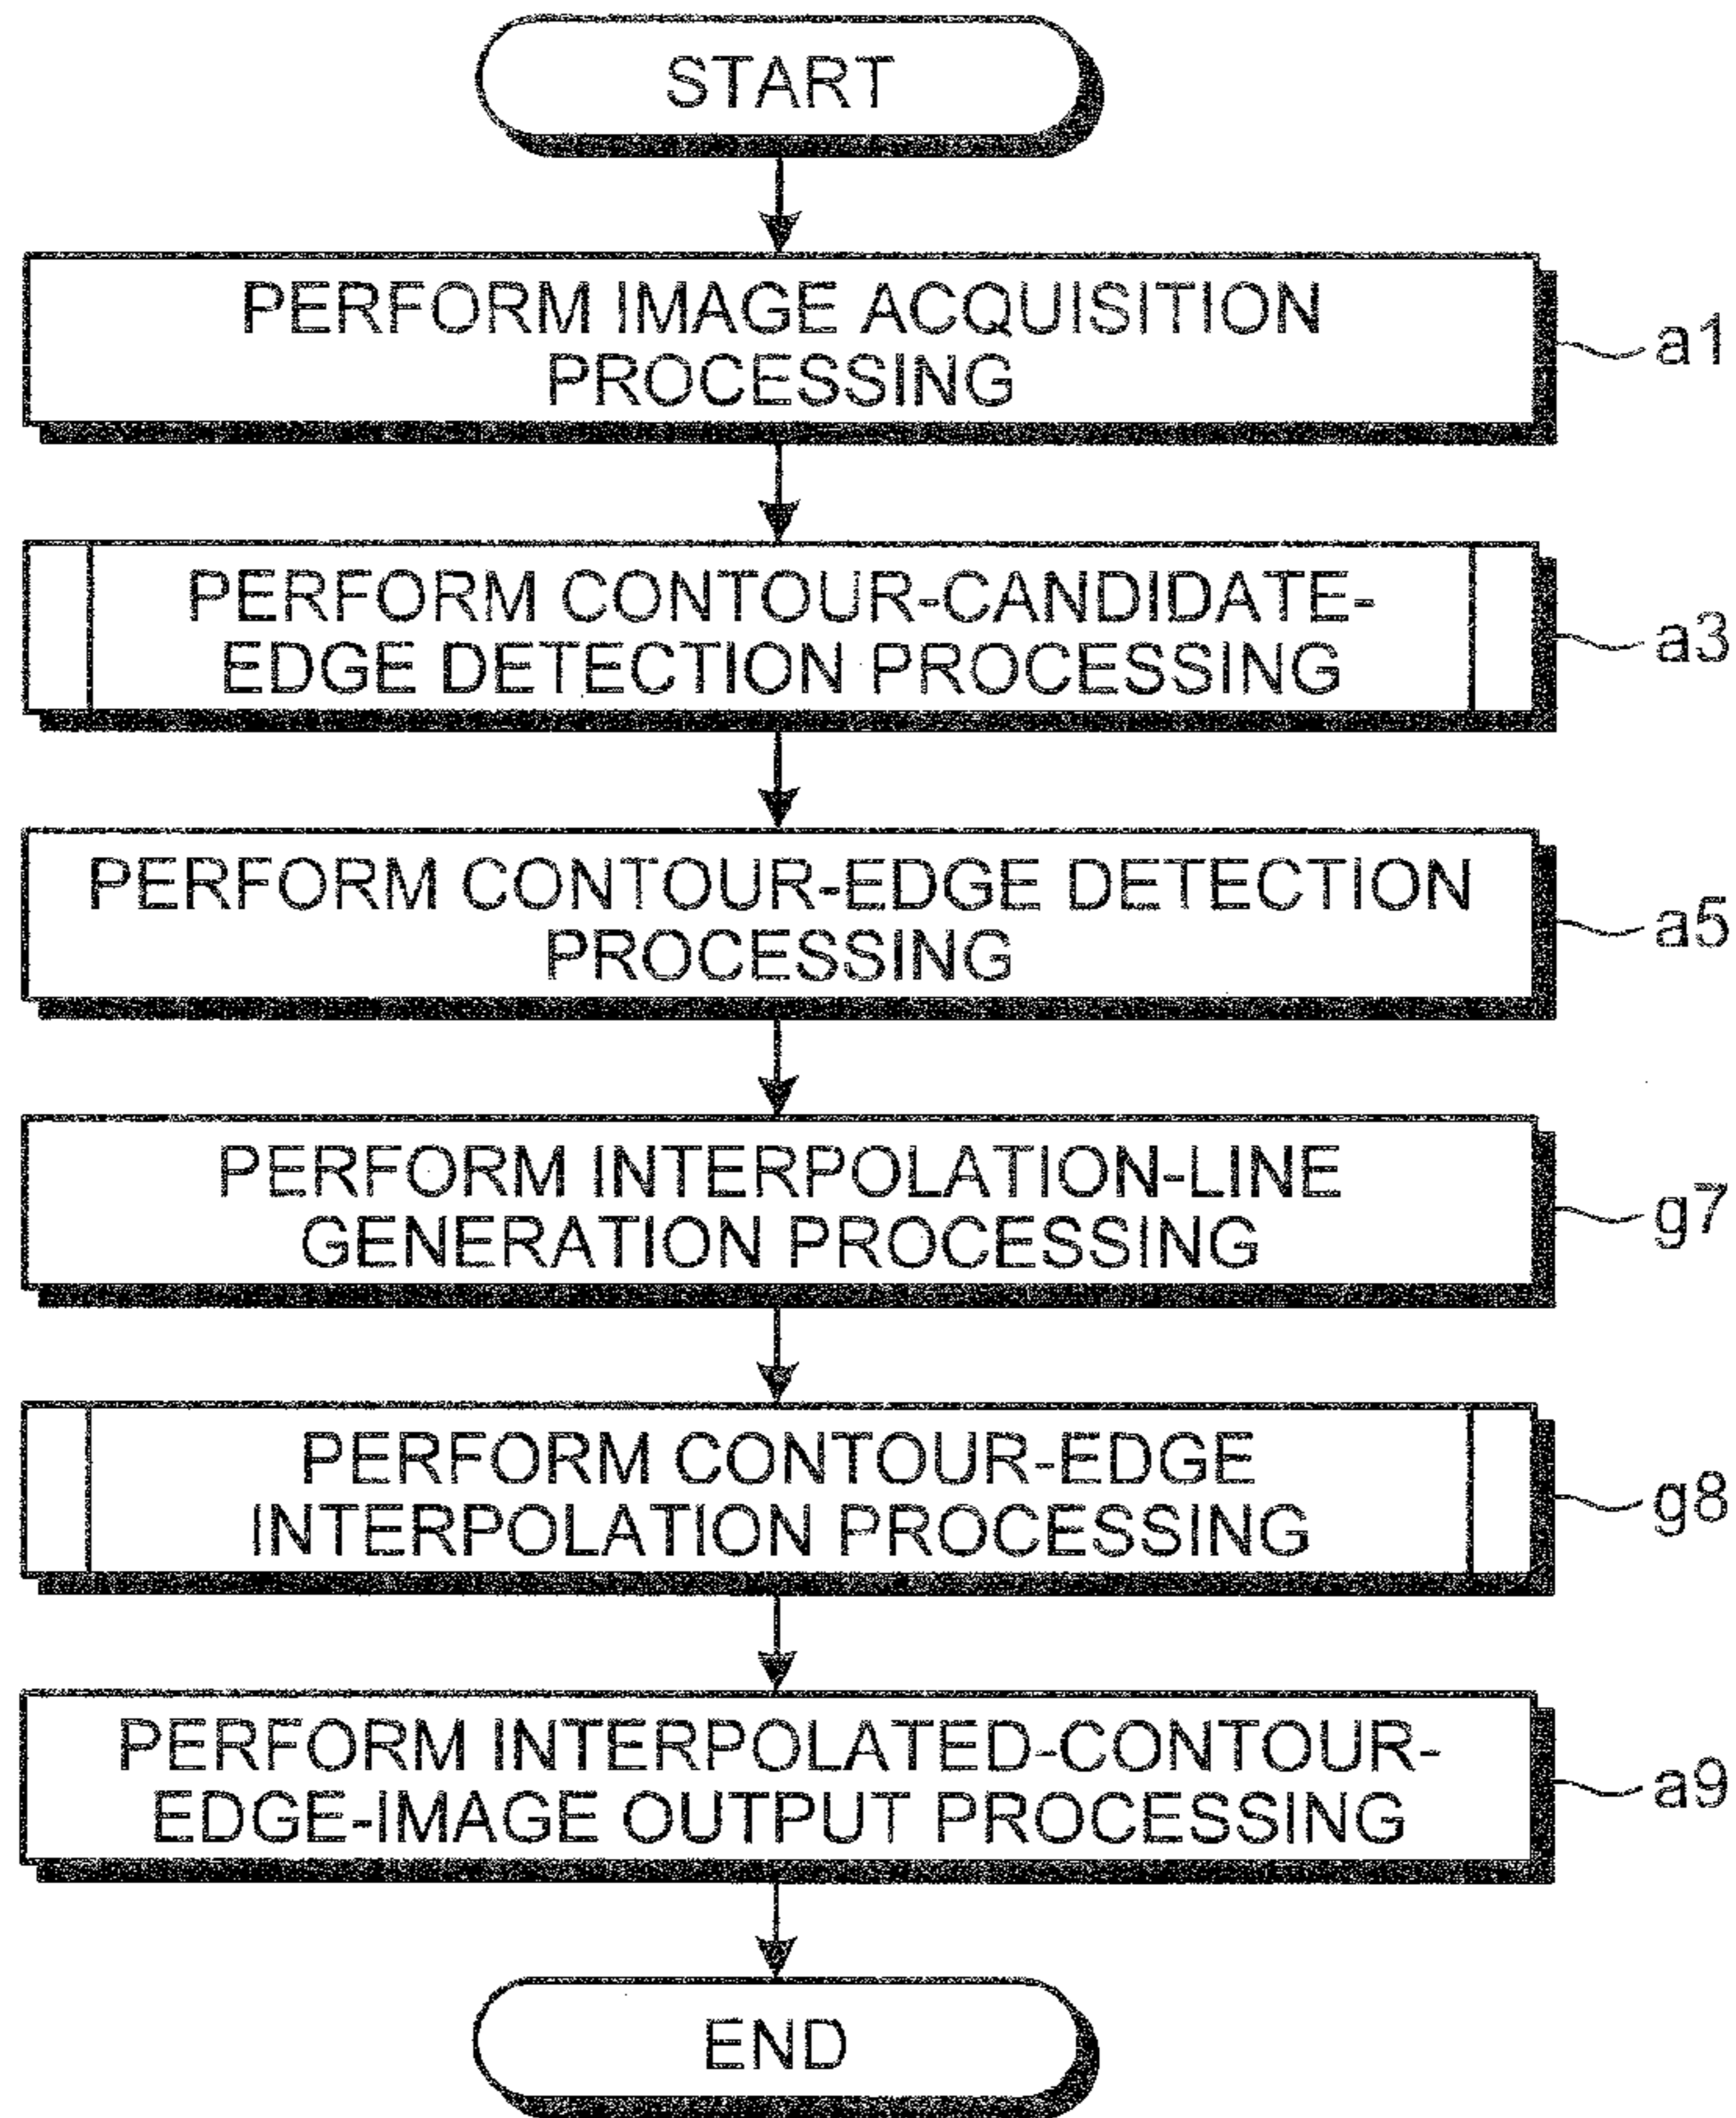 START
PERFORM IMAGE ACQUISITION
PROCESSING
a1
PERFORM CONTOUR-CANDIDATE-
EDGE DETECTION PROCESSING
a3
PERFORM CONTOUR-EDGE DETECTION
PROCESSING
a5
PERFORM INTERPOLATION-LINE
GENERATION PROCESSING
g7
PERFORM CONTOUR-EDGE
INTERPOLATION PROCESSING
g8
PERFORM INTERPOLATED-CONTOUR-
EDGE-IMAGE OUTPUT PROCESSING
a9
END